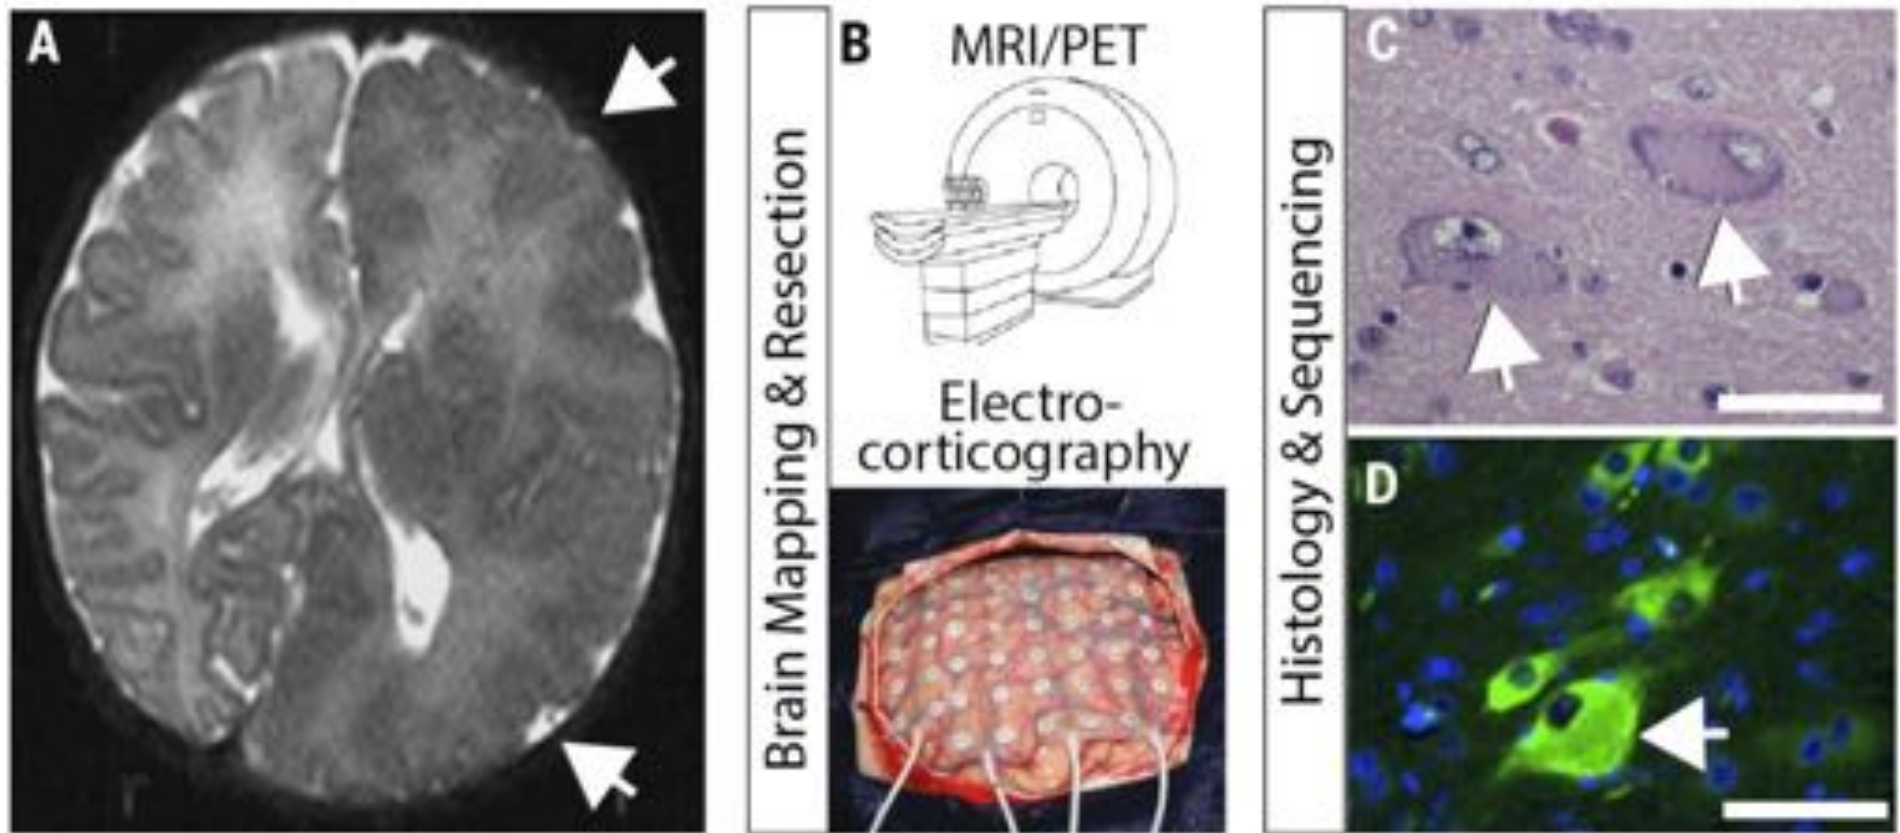 A
Brain Mapping & Resection
B
MRI/PET
Electro-
corticography
Histology & Sequencing
C
D